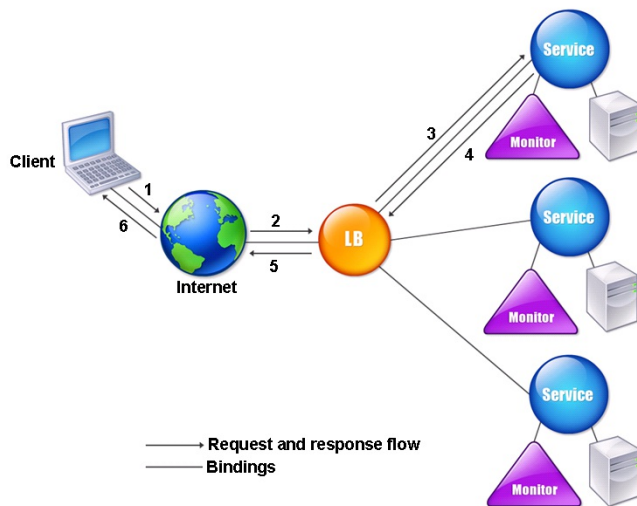 Service
3
4
Monitor
Client
1
6
2
LB
5
Internet
Service
Monitor
Service
Monitor
Request and response flow
Bindings